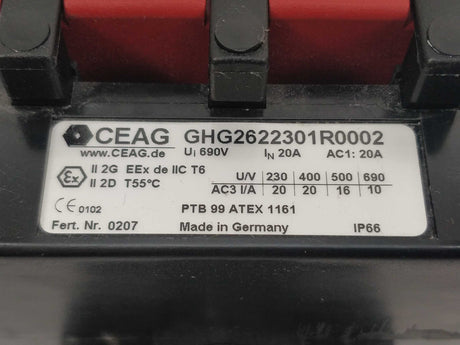 CEAG GHG2622301R0002
www.CEAG.de UI 690V IN 20A AC1: 20A
Ex II 2G EEx de IIC T6 U/V 230 400 500 690
II 2D T55°C AC3 I/A 20 20 16 10
CE 0102 PTB 99 ATEX 1161
Fert. Nr. 0207 Made in Germany IP66